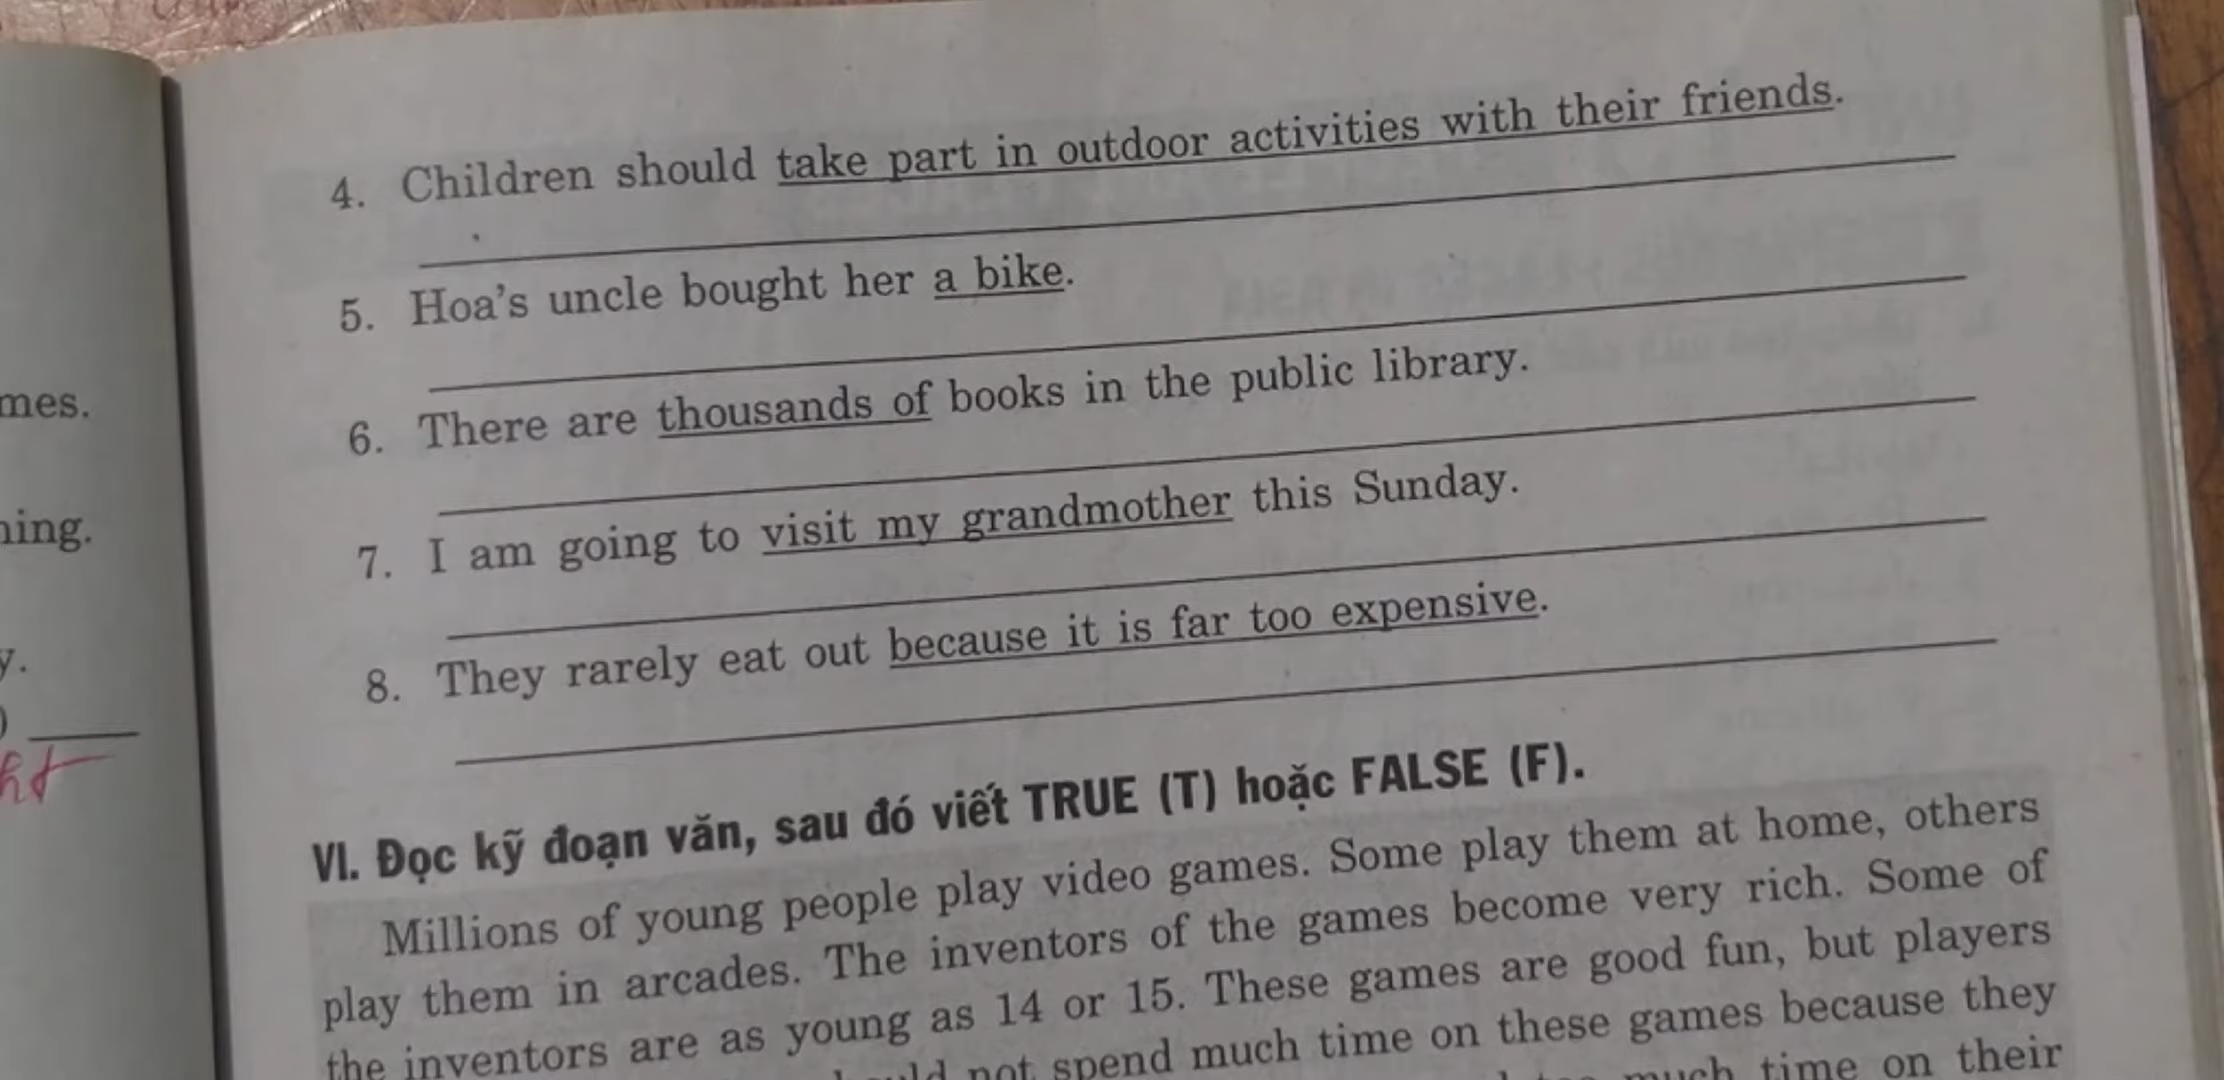 4. Children should take part in outdoor activities with their friends.
5. Hoa's uncle bought her a bike.
6. There are thousands of books in the public library.
7. I am going to visit my grandmother this Sunday.
8. They rarely eat out because it is far too expensive.
VI. Đọc kỹ đoạn văn, sau đó viết TRUE (T) hoặc FALSE (F).
Millions of young people play video games. Some play them at home, others
play them in arcades. The inventors of the games become very rich. Some of
the inventors are as young as 14 or 15. These games are good fun, but players
not spend much time on these games because they
much time on their